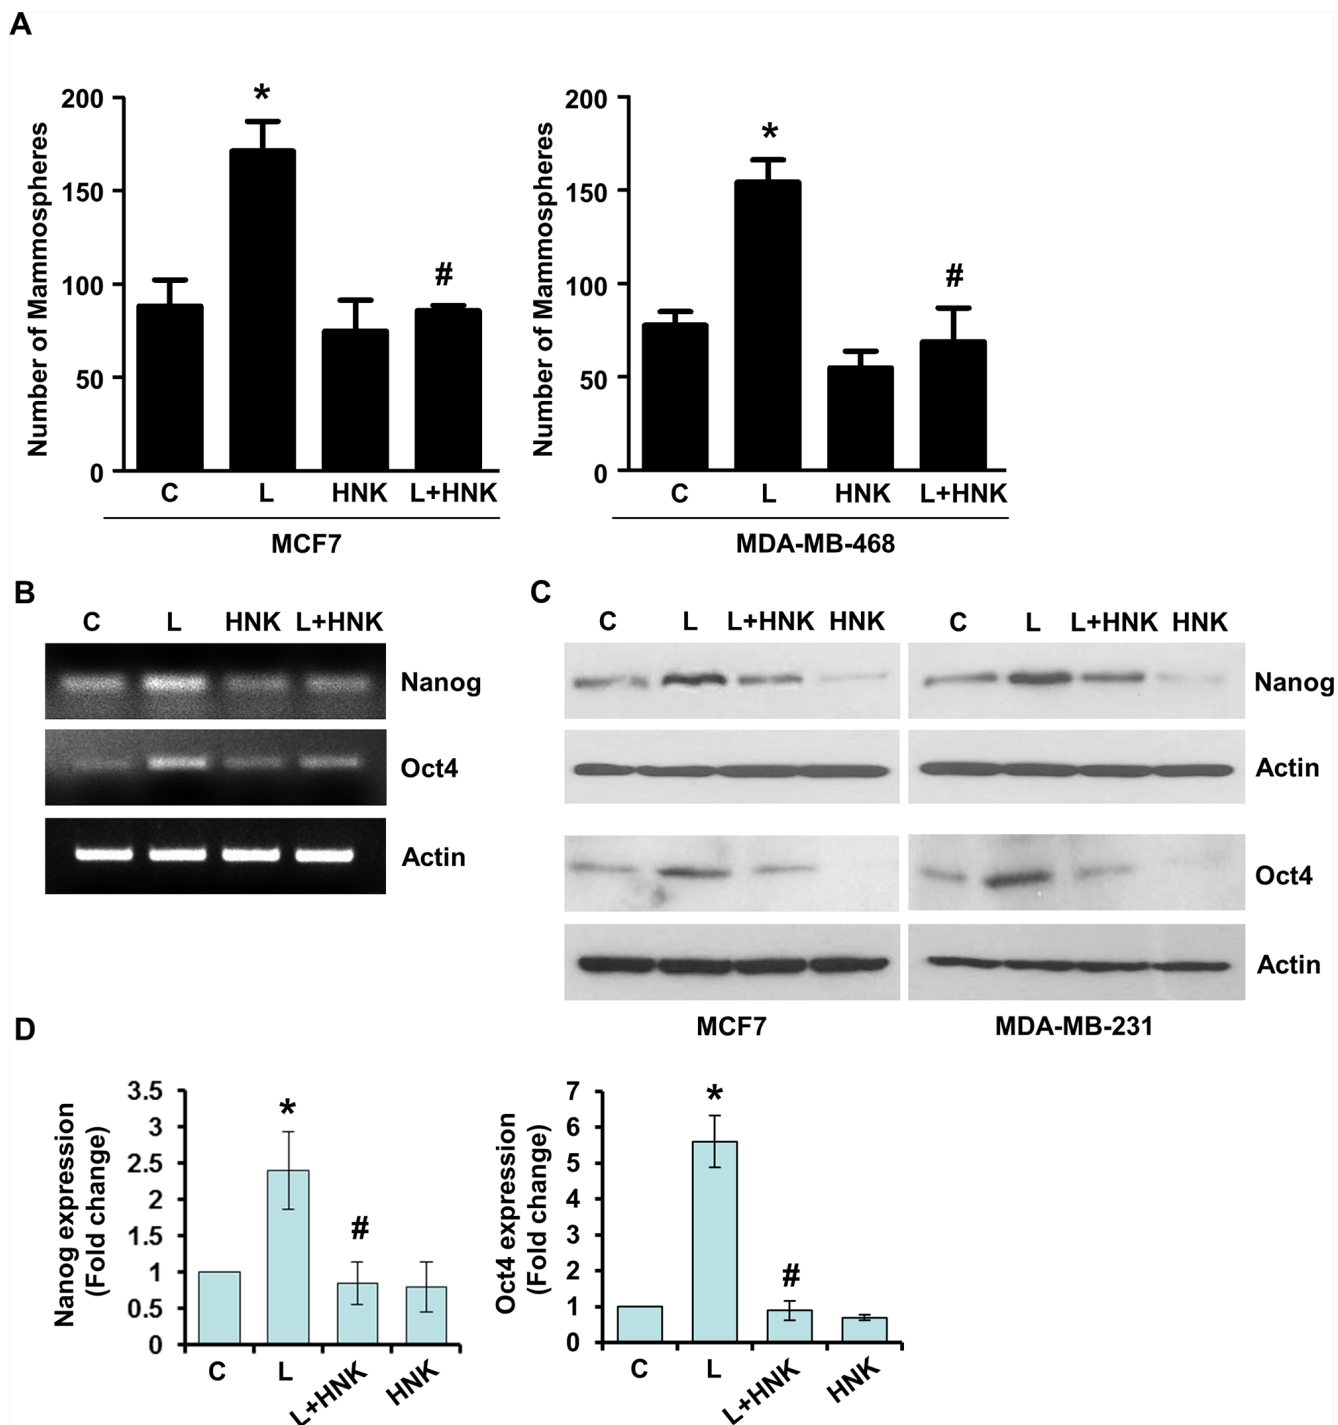 A
200
150
100
50
0
Number of Mammospheres
*
#
C L HNK L+HNK
MCF7
200
150
100
50
0
Number of Mammospheres
*
#
C L HNK L+HNK
MDA-MB-468
B
C L HNK L+HNK
Nanog
Oct4
Actin
C
C L L+HNK HNK
C L L+HNK HNK
Nanog
Actin
Oct4
Actin
MCF7
MDA-MB-231
D
3.5
3
2.5
2
1.5
1
0.5
0
Nanog expression
(Fold change)
*
#
C L L+HNK HNK
7
6
5
4
3
2
1
0
Oct4 expression
(Fold change)
*
#
C L L+HNK HNK